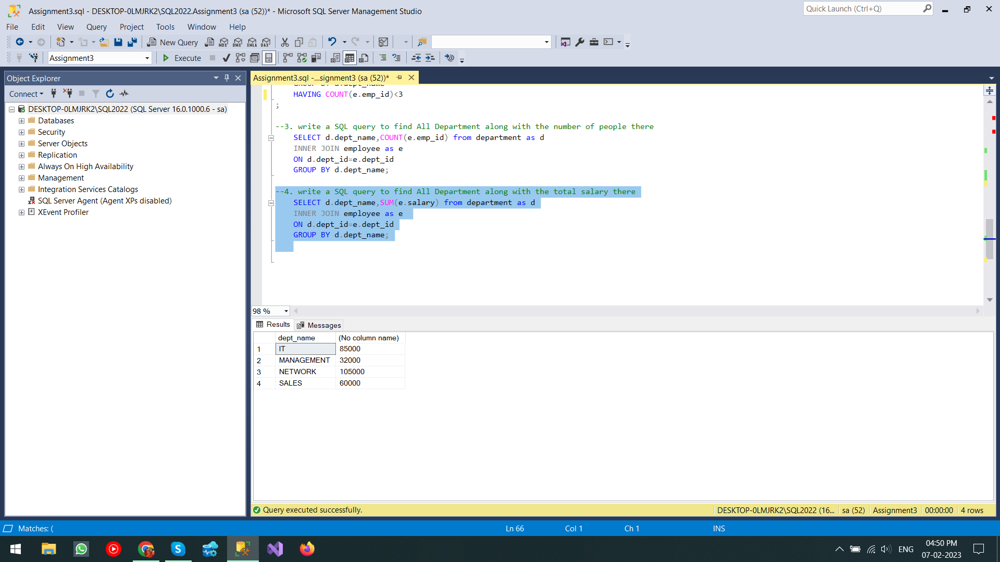 Assignment3.sql - DESKTOP-0LMJRK2\SQL2022.Assignment3 (sa (52))* - Microsoft SQL Server Management Studio
Quick Launch (Ctrl+Q)
File Edit View Query Project Tools Window Help
New Query MDX DMX XMLA DAX
Assignment3 Execute
Object Explorer
Connect
DESKTOP-0LMJRK2\SQL2022 (SQL Server 16.0.1000.6 - sa)
Databases
Security
Server Objects
Replication
Always On High Availability
Management
Integration Services Catalogs
SQL Server Agent (Agent XPs disabled)
XEvent Profiler
Assignment3.sql -...signment3 (sa (52))*
GROUP BY d.dept_name
HAVING COUNT(e.emp_id)<3
;
--3. write a SQL query to find All Department along with the number of people there
SELECT d.dept_name,COUNT(e.emp_id) from department as d
INNER JOIN employee as e
ON d.dept_id=e.dept_id
GROUP BY d.dept_name;
--4. write a SQL query to find All Department along with the total salary there
SELECT d.dept_name,SUM(e.salary) from department as d
INNER JOIN employee as e
ON d.dept_id=e.dept_id
GROUP BY d.dept_name;
98 %
Results Messages
dept_name (No column name)
1 IT 85000
2 MANAGEMENT 32000
3 NETWORK 105000
4 SALES 60000
Query executed successfully.
DESKTOP-0LMJRK2\SQL2022 (16... sa (52) Assignment3 00:00:00 4 rows
Matches: (
Ln 66 Col 1 Ch 1 INS
ENG
04:50 PM
07-02-2023